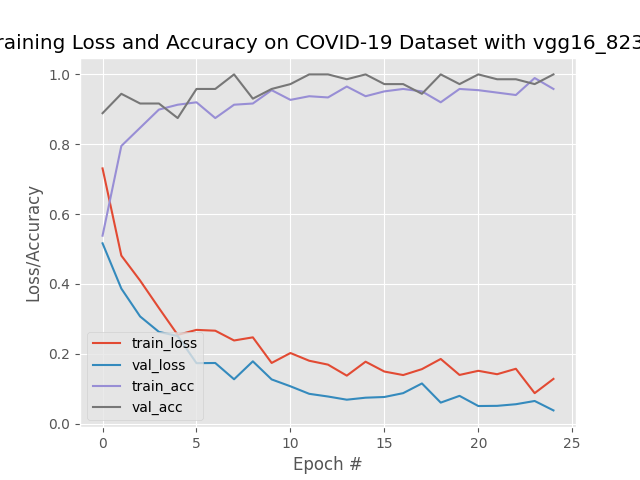 raining Loss and Accuracy on COVID-19 Dataset with vgg16_823
1.0
0.8
0.6
0.4
0.2
0.0
Loss/Accuracy
train_loss
val_loss
train_acc
val_acc
0 5 10 15 20 25
Epoch #